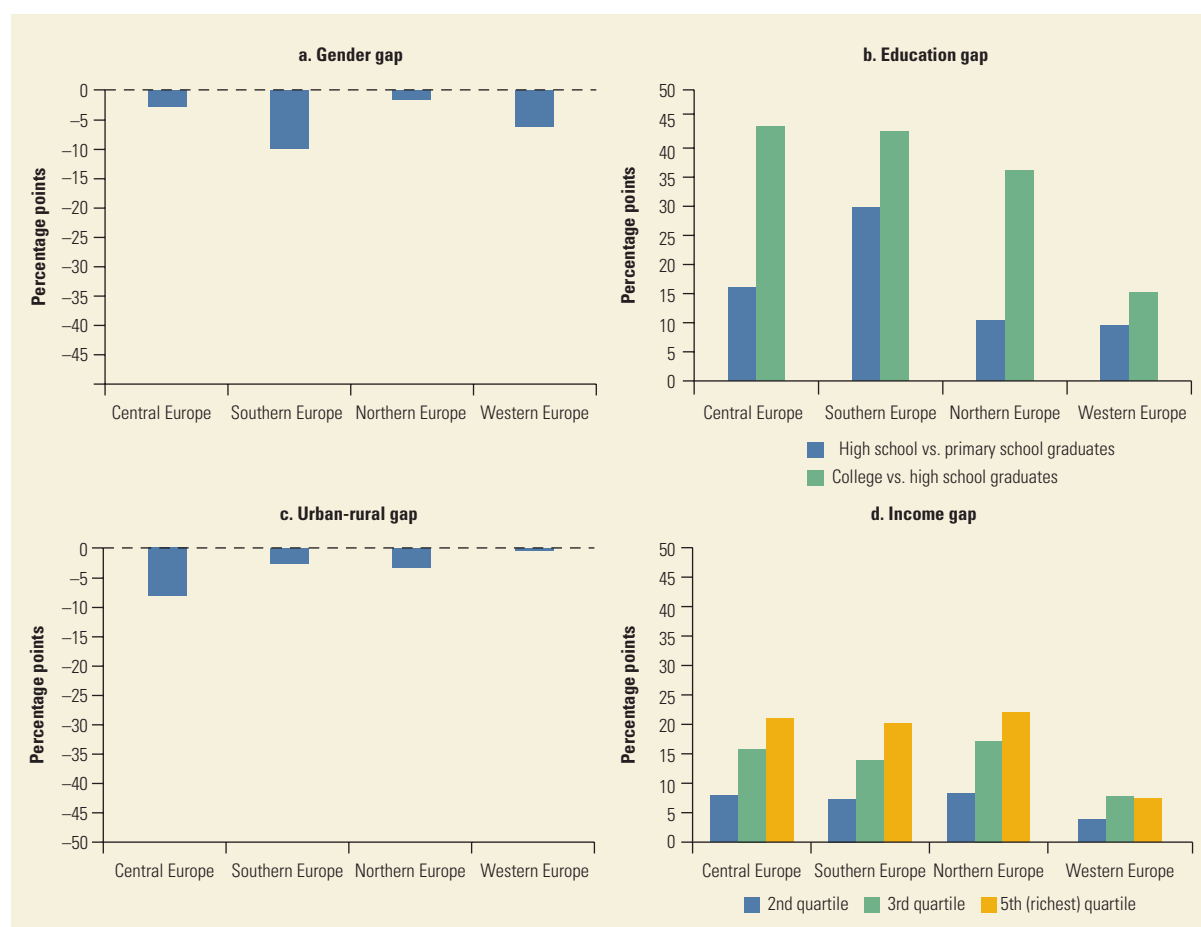 a. Gender gap
Percentage points
0
–5
–10
–15
–20
–25
–30
–35
–40
–45
Central Europe Southern Europe Northern Europe Western Europe
b. Education gap
Percentage points
50
45
40
35
30
25
20
15
10
5
0
Central Europe Southern Europe Northern Europe Western Europe
High school vs. primary school graduates
College vs. high school graduates
c. Urban-rural gap
Percentage points
0
–5
–10
–15
–20
–25
–30
–35
–40
–45
–50
Central Europe Southern Europe Northern Europe Western Europe
d. Income gap
Percentage points
50
45
40
35
30
25
20
15
10
5
0
Central Europe Southern Europe Northern Europe Western Europe
2nd quartile 3rd quartile 5th (richest) quartile